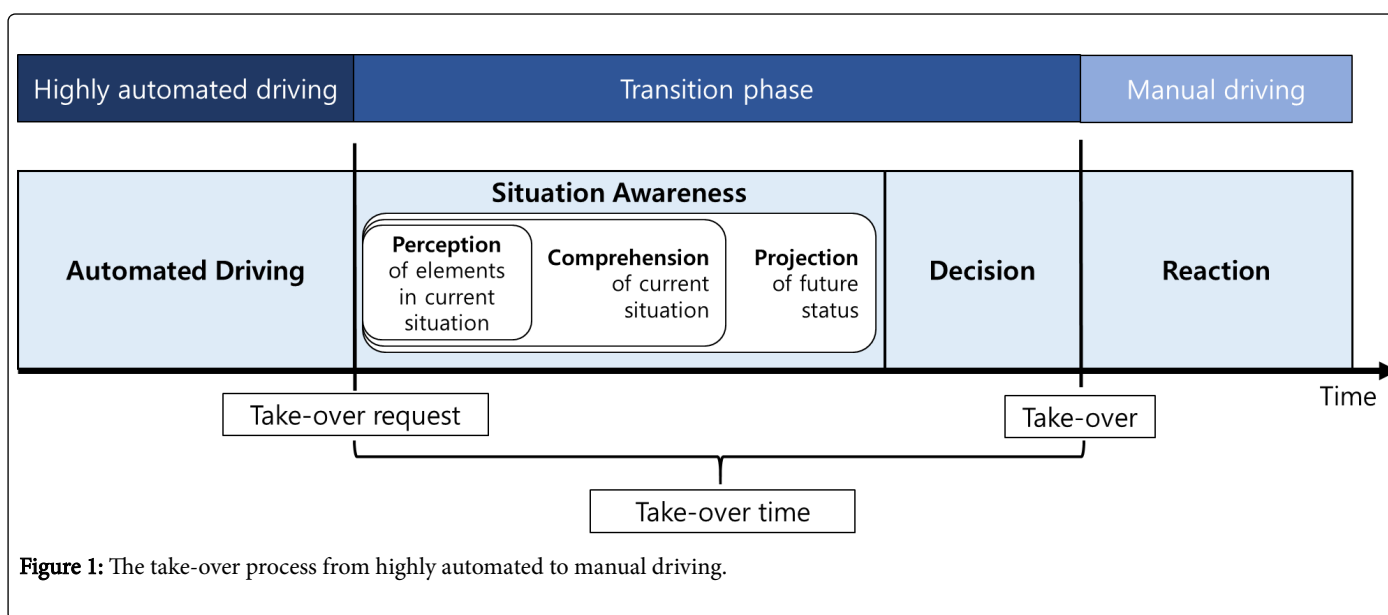 Highly automated driving
Transition phase
Manual driving
Automated Driving
Situation Awareness
Perception
of elements
in current
situation
Comprehension
of current
situation
Projection
of future
status
Decision
Reaction
Time
Take-over request
Take-over
Take-over time
Figure 1: The take-over process from highly automated to manual driving.